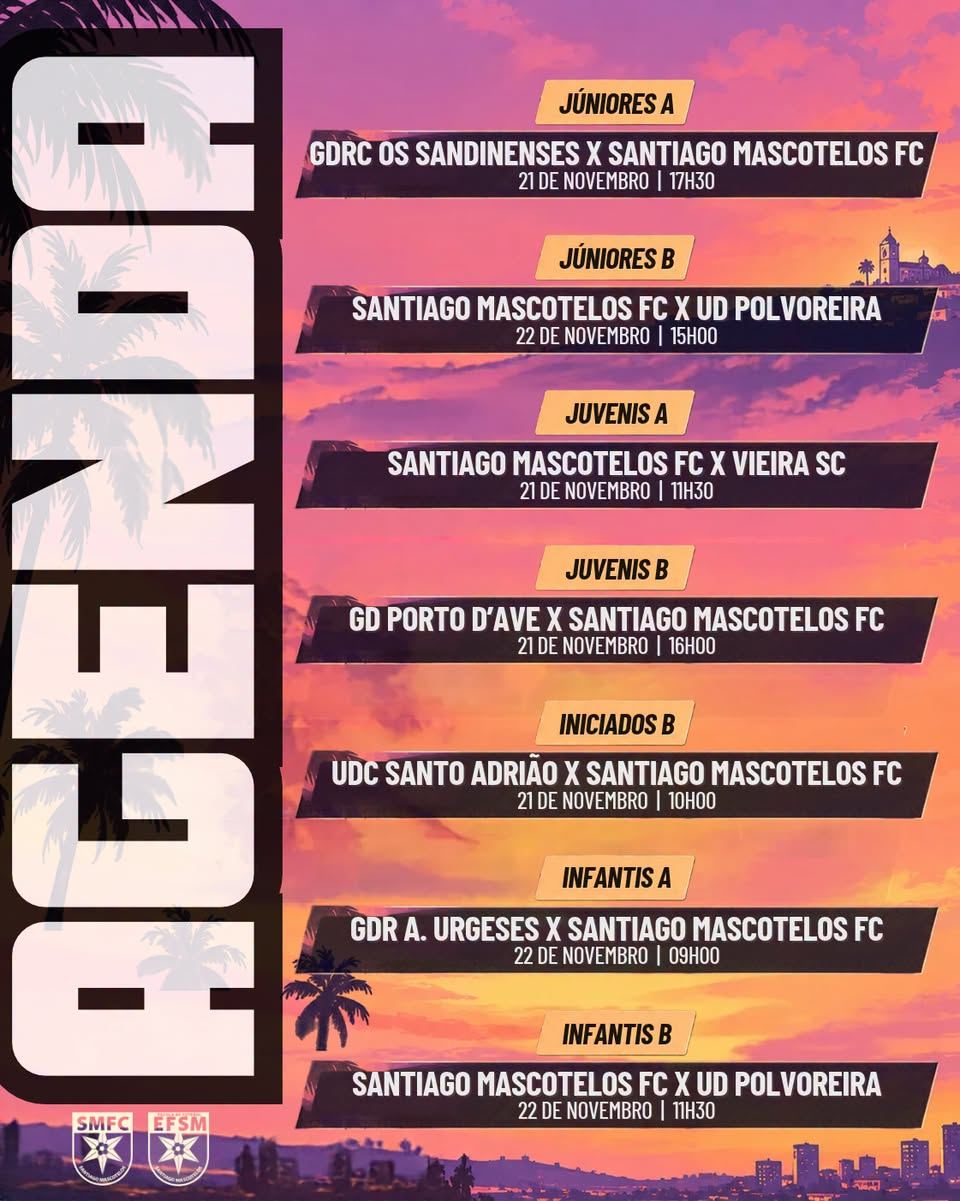 AGENDA
JÚNIORES A
GDRC OS SANDINENSES X SANTIAGO MASCOTELOS FC
21 DE NOVEMBRO | 17H30
JÚNIORES B
SANTIAGO MASCOTELOS FC X UD POLVOREIRA
22 DE NOVEMBRO | 15H00
JUVENIS A
SANTIAGO MASCOTELOS FC X VIEIRA SC
21 DE NOVEMBRO | 11H30
JUVENIS B
GD PORTO D'AVE X SANTIAGO MASCOTELOS FC
21 DE NOVEMBRO | 16H00
INICIADOS B
UDC SANTO ADRIÃO X SANTIAGO MASCOTELOS FC
21 DE NOVEMBRO | 10H00
INFANTIS A
GDR A. URGESES X SANTIAGO MASCOTELOS FC
22 DE NOVEMBRO | 09H00
INFANTIS B
SANTIAGO MASCOTELOS FC X UD POLVOREIRA
22 DE NOVEMBRO | 11H30
SMFC
SANTIAGO MASCOTELOS
EFSM
SANTIAGO MASCOTELOS